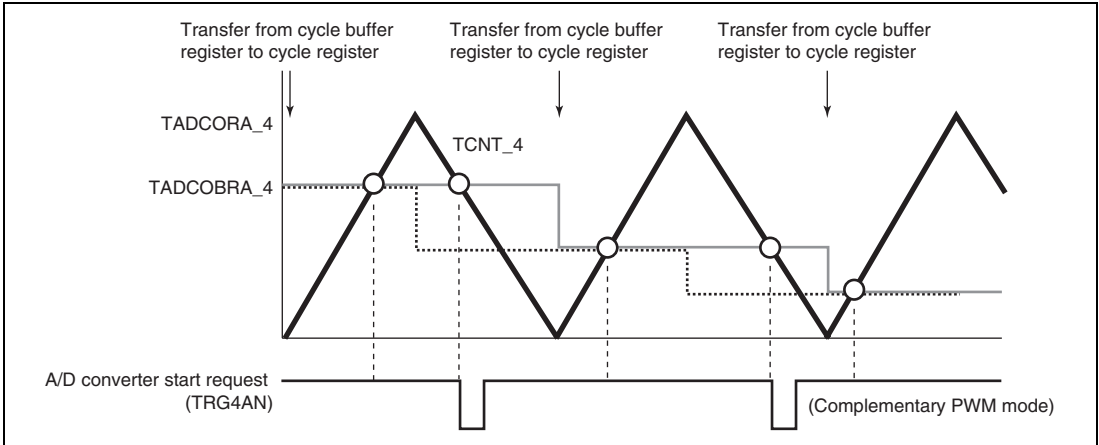 Transfer from cycle buffer
register to cycle register
Transfer from cycle buffer
register to cycle register
Transfer from cycle buffer
register to cycle register
TADCORA_4
TCNT_4
TADCOBRA_4
A/D converter start request
(TRG4AN)
(Complementary PWM mode)